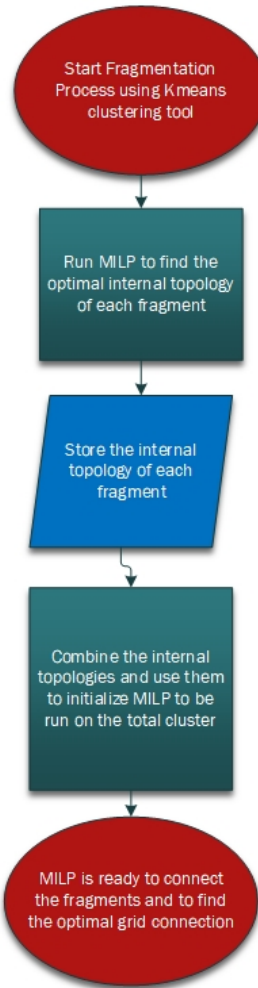 Start Fragmentation
Process using Kmeans
clustering tool
Run MILP to find the
optimal internal topology
of each fragment
Store the internal
topology of each
fragment
Combine the internal
topologies and use them
to initialize MILP to be
run on the total cluster
MILP is ready to connect
the fragments and to find
the optimal grid connection